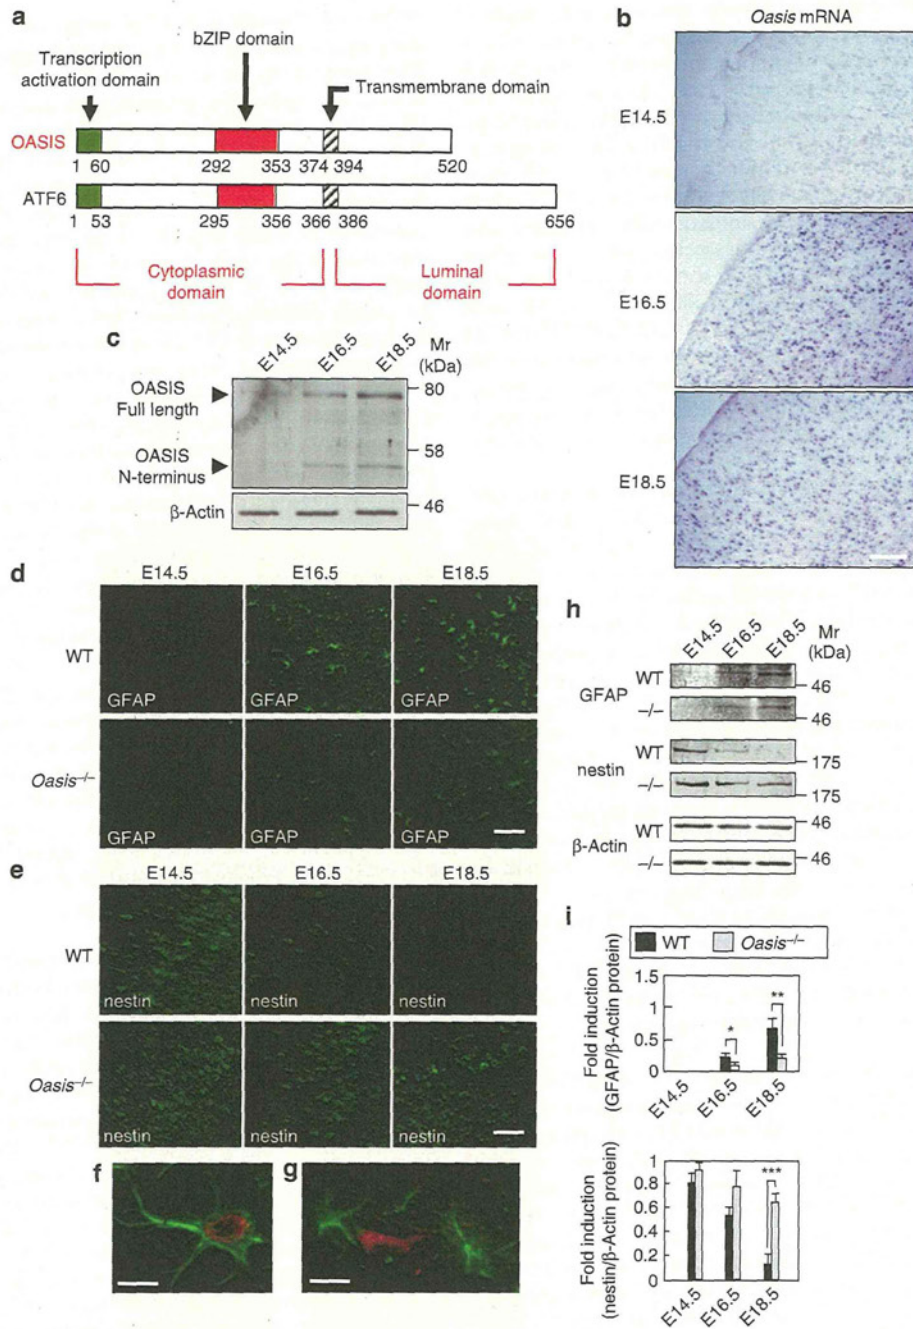 a
bZIP domain
Transcription
activation domain
Transmembrane domain
OASIS
1 60 292 353 374 394 520
ATF6
1 53 295 356 366 386 656
Cytoplasmic
domain
Luminal
domain
b
Oasis mRNA
E14.5
E16.5
E18.5
c
E14.5 E16.5 E18.5
Mr
(kDa)
OASIS
Full length
80
58
OASIS
N-terminus
46
β-Actin
d
E14.5 E16.5 E18.5
WT
GFAP GFAP GFAP
Oasis–/–
GFAP GFAP GFAP
e
E14.5 E16.5 E18.5
WT
nestin nestin nestin
Oasis–/–
nestin nestin nestin
f g
h
E14.5 E16.5 E18.5
Mr
(kDa)
GFAP
WT 46
–/– 46
nestin
WT 175
–/– 175
β-Actin
WT 46
–/– 46
i
WT Oasis–/–
Fold induction
(GFAP/β-Actin protein)
1.5
1
0.5
0
* **
E14.5 E16.5 E18.5
Fold induction
(nestin/β-Actin protein)
1
0.8
0.6
0.4
0.2
0
***
E14.5 E16.5 E18.5